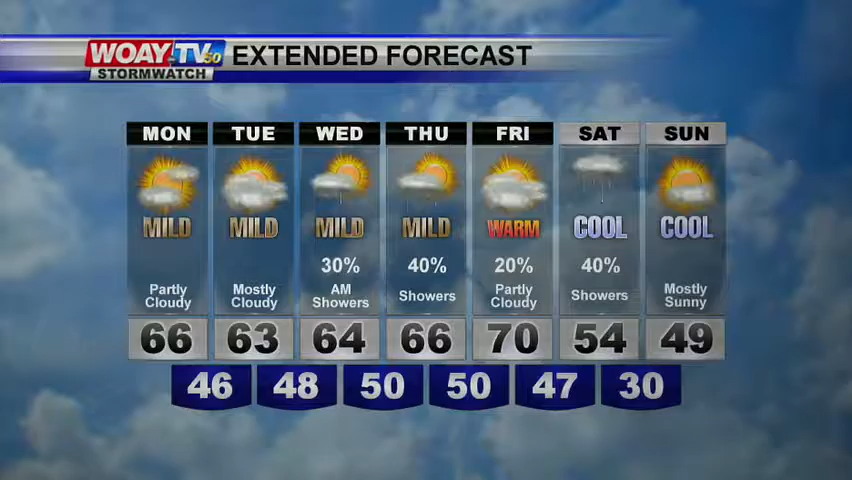 WOAY-TV 50
STORMWATCH
EXTENDED FORECAST
MON TUE WED THU FRI SAT SUN
MILD MILD MILD MILD WARM COOL COOL
30% 40% 20% 40%
Partly Cloudy
Mostly Cloudy
AM Showers
Showers
Partly Cloudy
Showers
Mostly Sunny
66 63 64 66 70 54 49
46 48 50 50 47 30